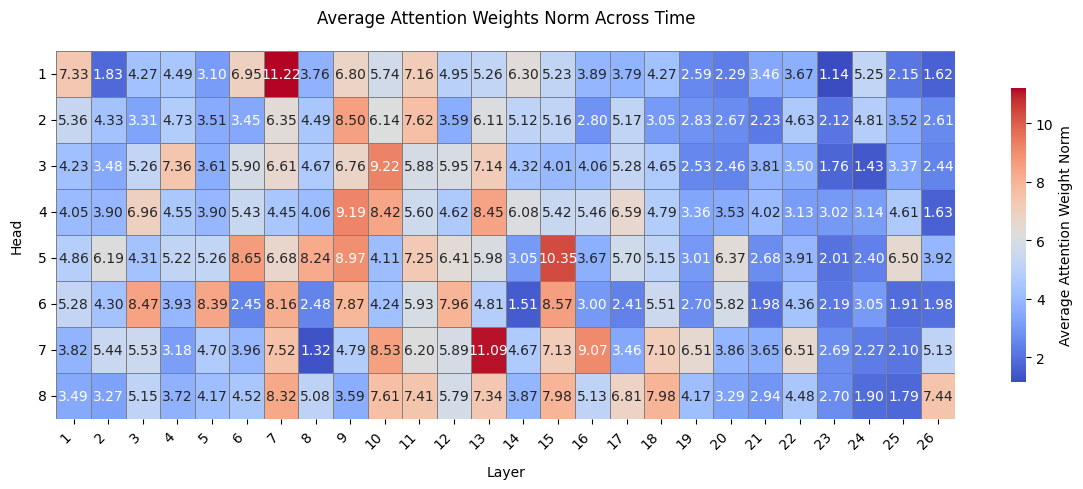 Average Attention Weights Norm Across Time
1 7.33 1.83 4.27 4.49 3.10 6.95 11.22 3.76 6.80 5.74 7.16 4.95 5.26 6.30 5.23 3.89 3.79 4.27 2.59 2.29 3.46 3.67 1.14 5.25 2.15 1.62
2 5.36 4.33 3.31 4.73 3.51 3.45 6.35 4.49 8.50 6.14 7.62 3.59 6.11 5.12 5.16 2.80 5.17 3.05 2.83 2.67 2.23 4.63 2.12 4.81 3.52 2.61
3 4.23 3.48 5.26 7.36 3.61 5.90 6.61 4.67 6.76 9.22 5.88 5.95 7.14 4.32 4.01 4.06 5.28 4.65 2.53 2.46 3.81 3.50 1.76 1.43 3.37 2.44
4 4.05 3.90 6.96 4.55 3.90 5.43 4.45 4.06 9.19 8.42 5.60 4.62 8.45 6.08 5.42 5.46 6.59 4.79 3.36 3.53 4.02 3.13 3.02 3.14 4.61 1.63
5 4.86 6.19 4.31 5.22 5.26 8.65 6.68 8.24 8.97 4.11 7.25 6.41 5.98 3.05 10.35 3.67 5.70 5.15 3.01 6.37 2.68 3.91 2.01 2.40 6.50 3.92
6 5.28 4.30 8.47 3.93 8.39 2.45 8.16 2.48 7.87 4.24 5.93 7.96 4.81 1.51 8.57 3.00 2.41 5.51 2.70 5.82 1.98 4.36 2.19 3.05 1.91 1.98
7 3.82 5.44 5.53 3.18 4.70 3.96 7.52 1.32 4.79 8.53 6.20 5.89 11.09 4.67 7.13 9.07 3.46 7.10 6.51 3.86 3.65 6.51 2.69 2.27 2.10 5.13
8 3.49 3.27 5.15 3.72 4.17 4.52 8.32 5.08 3.59 7.61 7.41 5.79 7.34 3.87 7.98 5.13 6.81 7.98 4.17 3.29 2.94 4.48 2.70 1.90 1.79 7.44
1 2 3 4 5 6 7 8 9 10 11 12 13 14 15 16 17 18 19 20 21 22 23 24 25 26
Layer
Head
10
8
6
4
2
Average Attention Weight Norm